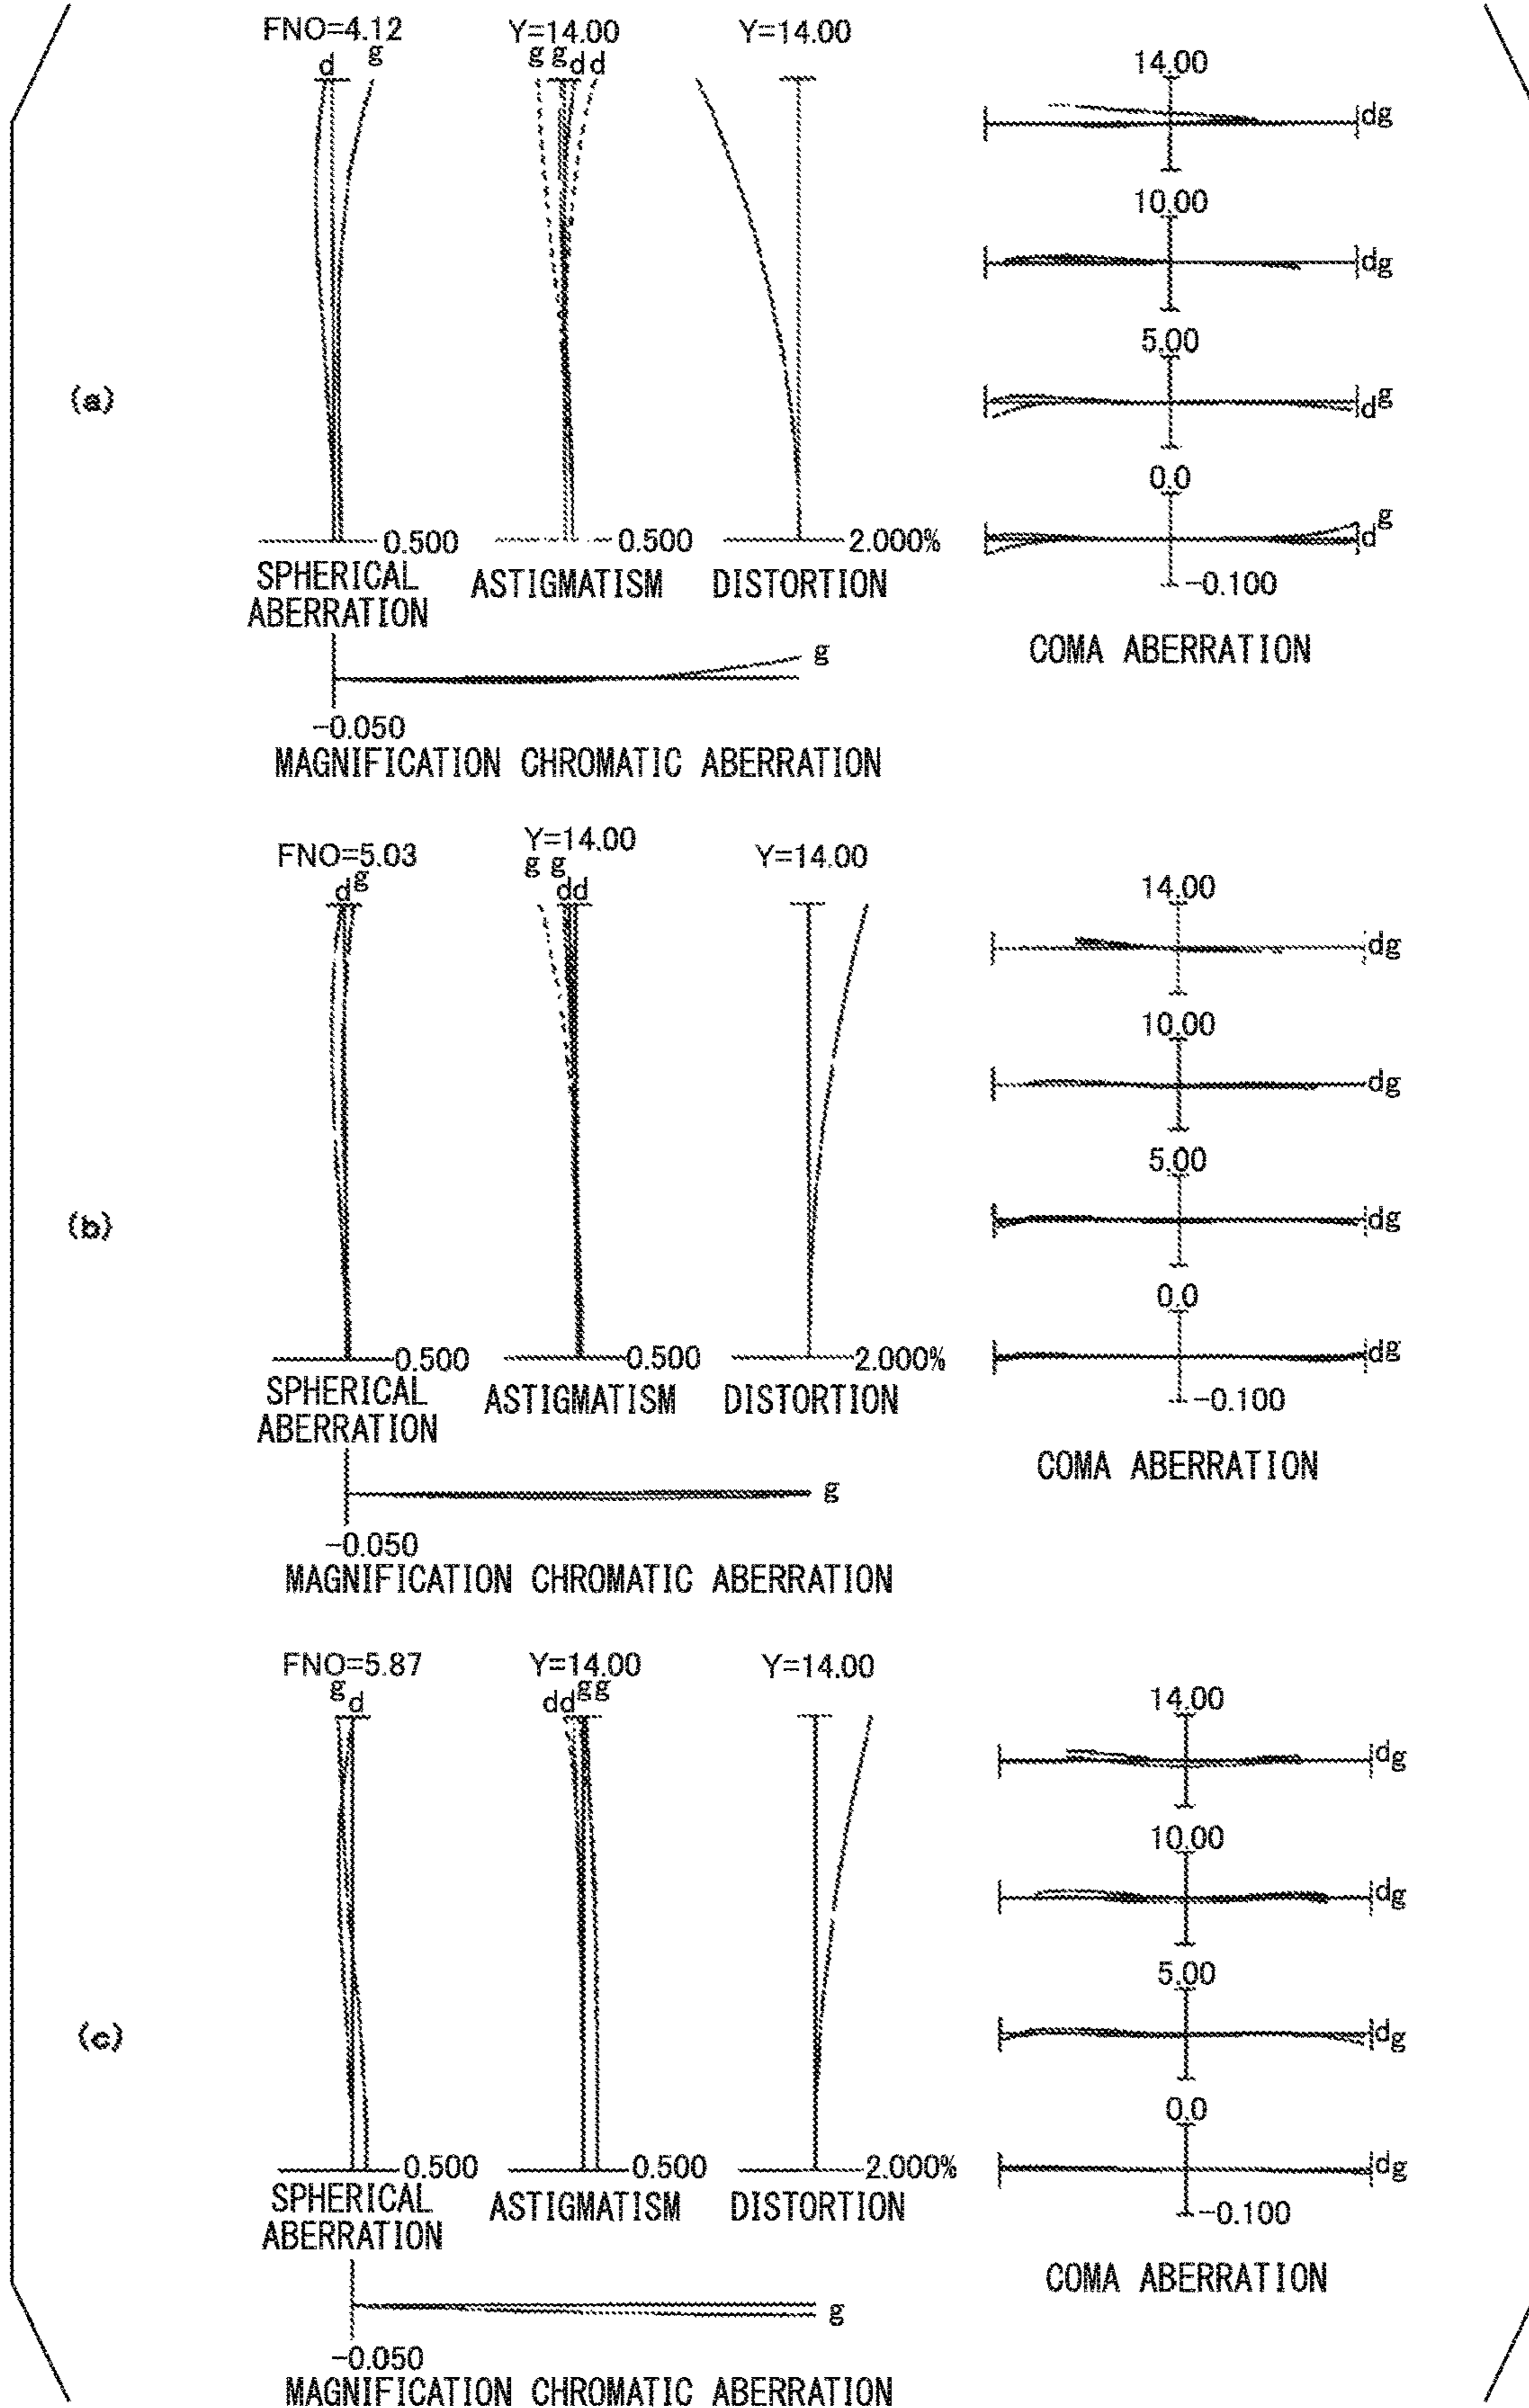 (a)
FNO=4.12
d
g
Y=14.00
g g d d
Y=14.00
0.500
SPHERICAL
ABERRATION
0.500
ASTIGMATISM
2.000%
DISTORTION
14.00
dg
10.00
dg
5.00
dg
0.0
dg
-0.100
COMA ABERRATION
g
-0.050
MAGNIFICATION CHROMATIC ABERRATION
(b)
FNO=5.03
d g
Y=14.00
g g
dd
Y=14.00
0.500
SPHERICAL
ABERRATION
0.500
ASTIGMATISM
2.000%
DISTORTION
14.00
dg
10.00
dg
5.00
dg
0.0
dg
-0.100
COMA ABERRATION
g
-0.050
MAGNIFICATION CHROMATIC ABERRATION
(c)
FNO=5.87
g d
Y=14.00
ddgg
Y=14.00
0.500
SPHERICAL
ABERRATION
0.500
ASTIGMATISM
2.000%
DISTORTION
14.00
dg
10.00
dg
5.00
dg
0.0
dg
-0.100
COMA ABERRATION
g
-0.050
MAGNIFICATION CHROMATIC ABERRATION